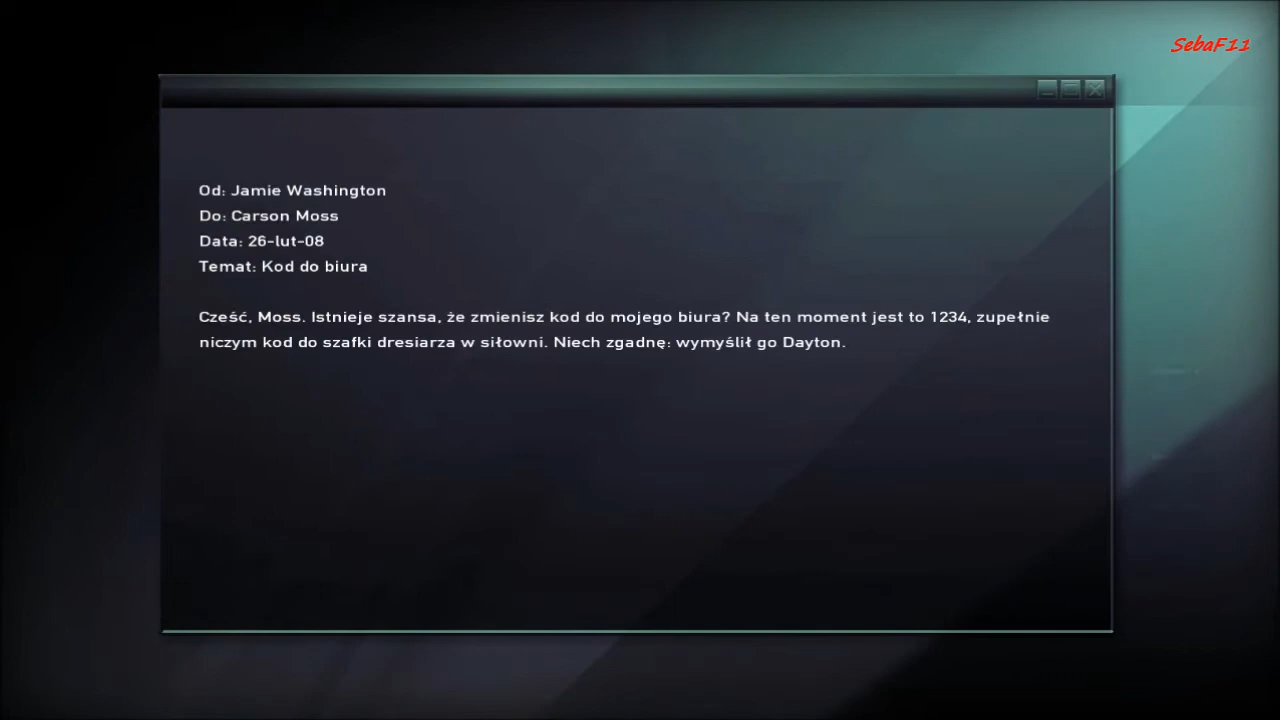 SebaF11
Od: Jamie Washington
Do: Carson Moss
Data: 26-lut-08
Temat: Kod do biura
Cześć, Moss. Istnieje szansa, że zmienisz kod do mojego biura? Na ten moment jest to 1234, zupełnie
niczym kod do szafki dresiarza w siłowni. Niech zgadnę: wymyślił go Dayton.